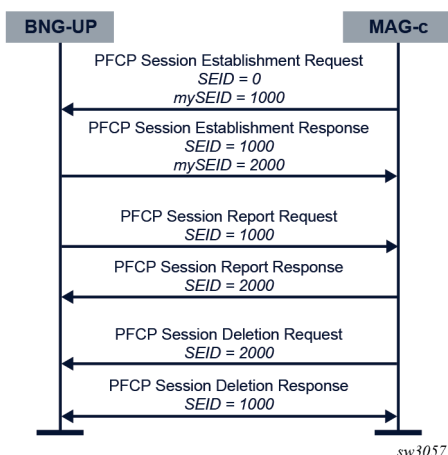 BNG-UP MAG-c
PFCP Session Establishment Request
SEID = 0
mySEID = 1000
PFCP Session Establishment Response
SEID = 1000
mySEID = 2000
PFCP Session Report Request
SEID = 1000
PFCP Session Report Response
SEID = 2000
PFCP Session Deletion Request
SEID = 2000
PFCP Session Deletion Response
SEID = 1000
sw3057